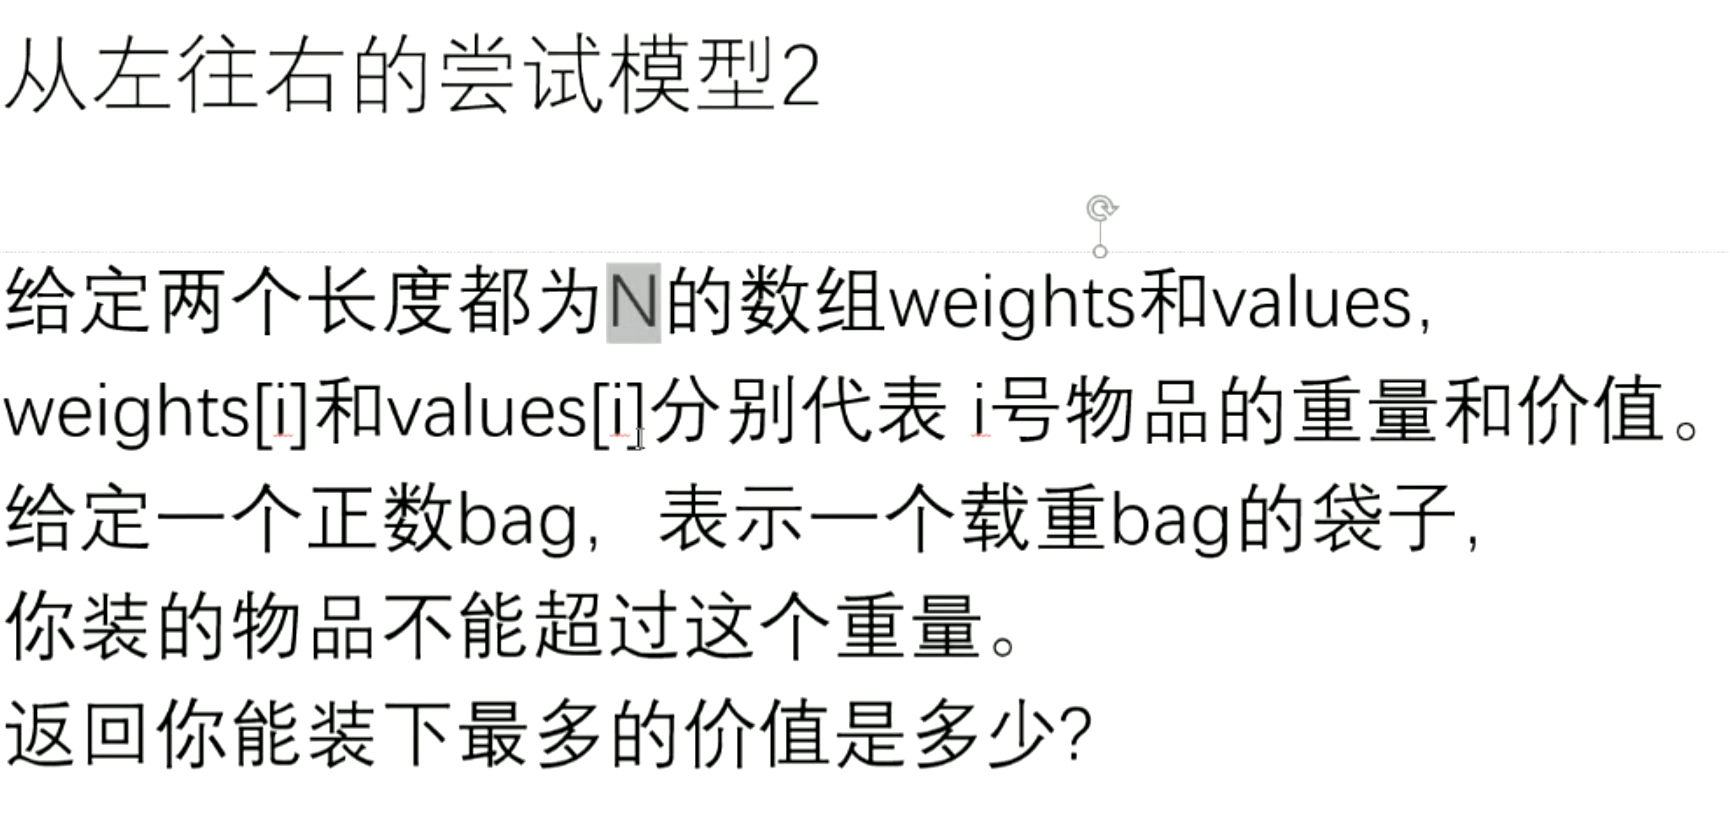 从左往右的尝试模型2
给定两个长度都为N的数组weights和values,
weights[i]和values[i]分别代表 i号物品的重量和价值。
给定一个正数bag，表示一个载重bag的袋子,
你装的物品不能超过这个重量。
返回你能装下最多的价值是多少?